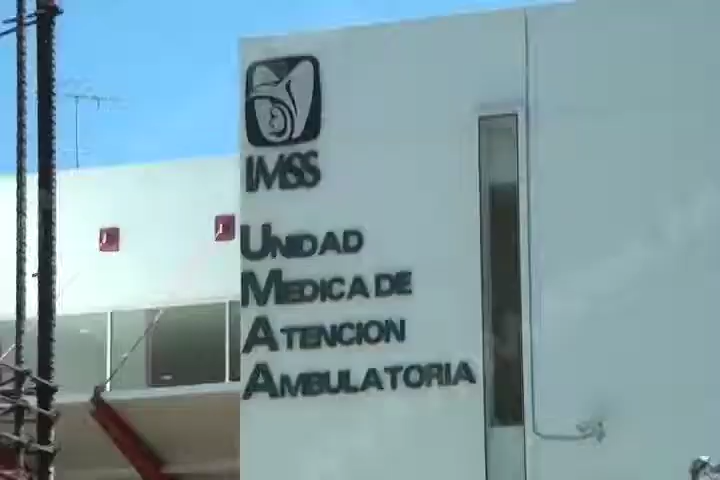 IMSS
UNIDAD
MEDICA DE
ATENCION
AMBULATORIA